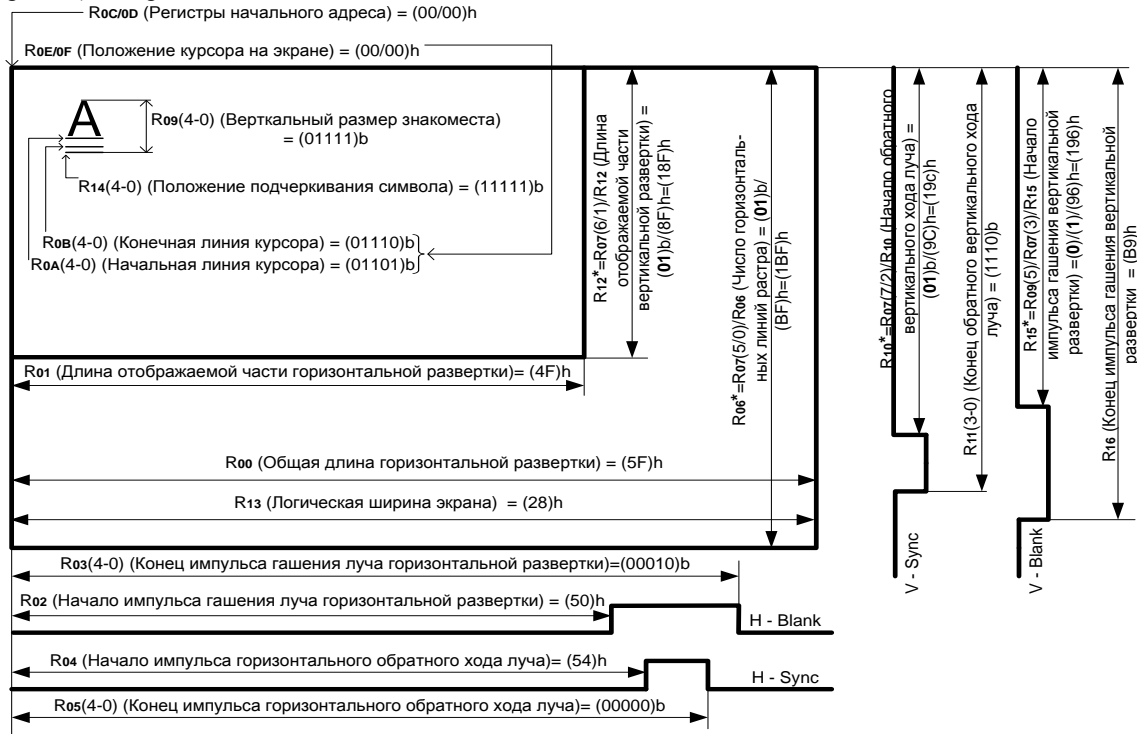 R0C/0D (Регистры начального адреса) = (00/00)h
R0E/0F (Положение курсора на экране) = (00/00)h
A
R09(4-0) (Верткальный размер знакоместа)
= (01111)b
R14(4-0) (Положение подчеркивания символа) = (11111)b
R0B(4-0) (Конечная линия курсора) = (01110)b
R0A(4-0) (Начальная линия курсора) = (01101)b
R01 (Длина отображаемой части горизонтальной развертки)= (4F)h
R12*=R07(6/1)/R12 (Длина
отображаемой части
вертикальной развертки) =
(01)b/(8F)h=(18F)h
R06*=R07(5/0)/R06 (Число горизонталь-
ных линий растра) = (01)b/
(BF)h=(1BF)h
R10*=R07(7/2)/R10 (Начало обратного
вертикального хода луча) =
(01)b/(9C)h=(19c)h
R11(3-0) (Конец обратного вертикального хода
луча) = (1110)b
R15*=R09(5)/R07(3)/R15 (Начало
импульса гашения вертикальной
развертки) =(0)/(1)/(96)h=(196)h
R16 (Конец импульса гашения вертикальной
развертки = (B9)h
R00 (Общая длина горизонтальной развертки) = (5F)h
R13 (Логическая ширина экрана) = (28)h
V - Sync
V - Blank
R03(4-0) (Конец импульса гашения луча горизонтальной развертки)=(00010)b
R02 (Начало импульса гашения луча горизонтальной развертки) = (50)h
H - Blank
R04 (Начало импульса горизонтального обратного хода луча)= (54)h
H - Sync
R05(4-0) (Конец импульса горизонтального обратного хода луча)= (00000)b